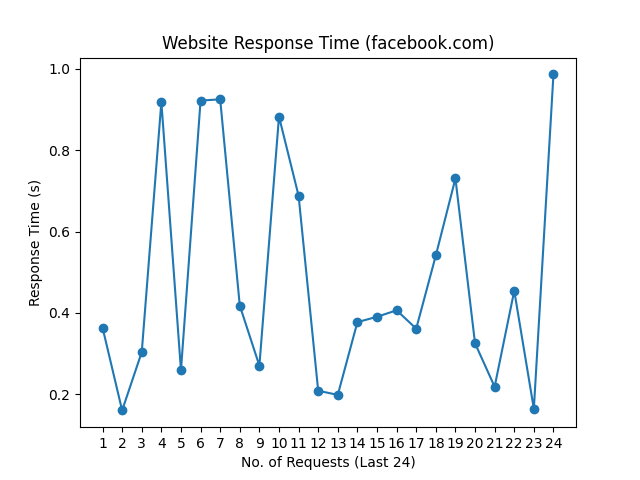 Website Response Time (facebook.com)
1.0
0.8
0.6
0.4
0.2
Response Time (s)
1 2 3 4 5 6 7 8 9 10 11 12 13 14 15 16 17 18 19 20 21 22 23 24
No. of Requests (Last 24)